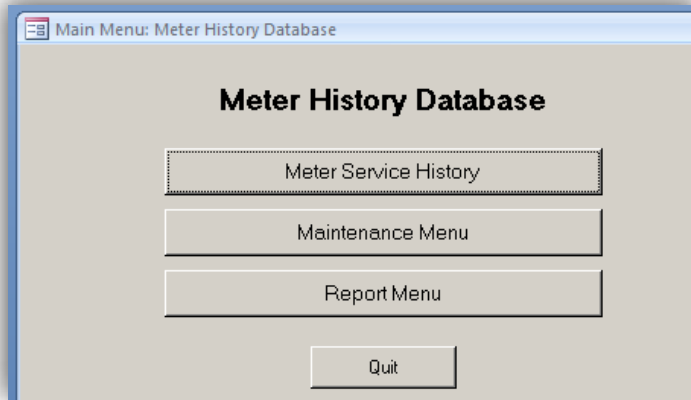 Main Menu: Meter History Database
Meter History Database
Meter Service History
Maintenance Menu
Report Menu
Quit